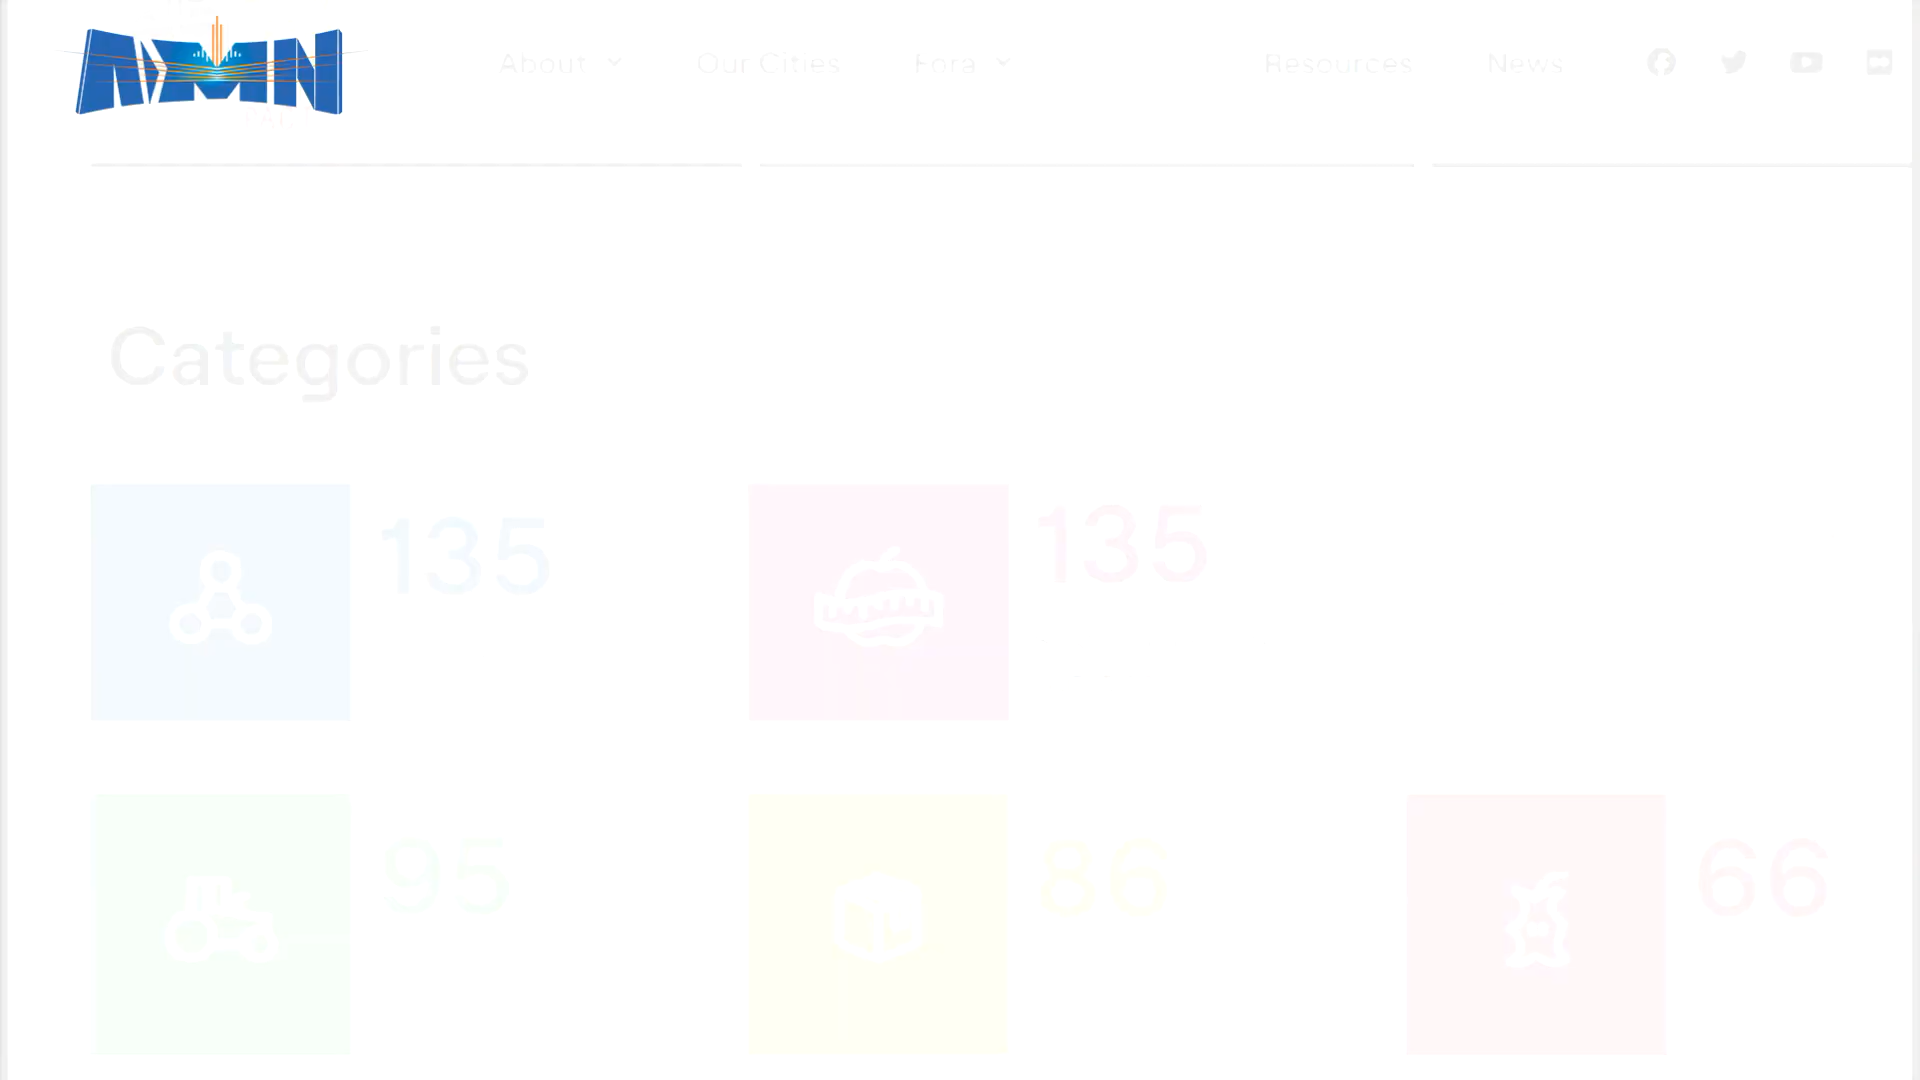 About
Our Cities
Fora
Resources
News
Categories
135
135
95
86
66